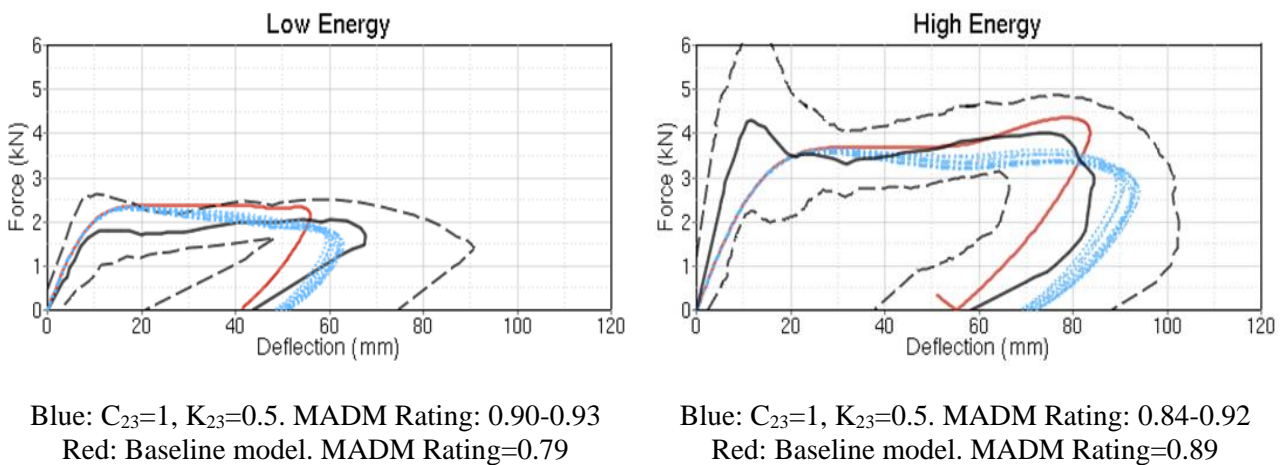 Low Energy
6
5
4
3
2
1
0
Force (kN)
0 20 40 60 80 100 120
Deflection (mm)
High Energy
6
5
4
3
2
1
0
Force (kN)
0 20 40 60 80 100 120
Deflection (mm)
Blue: C₂₃=1, K₂₃=0.5. MADM Rating: 0.90-0.93
Red: Baseline model. MADM Rating=0.79
Blue: C₂₃=1, K₂₃=0.5. MADM Rating: 0.84-0.92
Red: Baseline model. MADM Rating=0.89